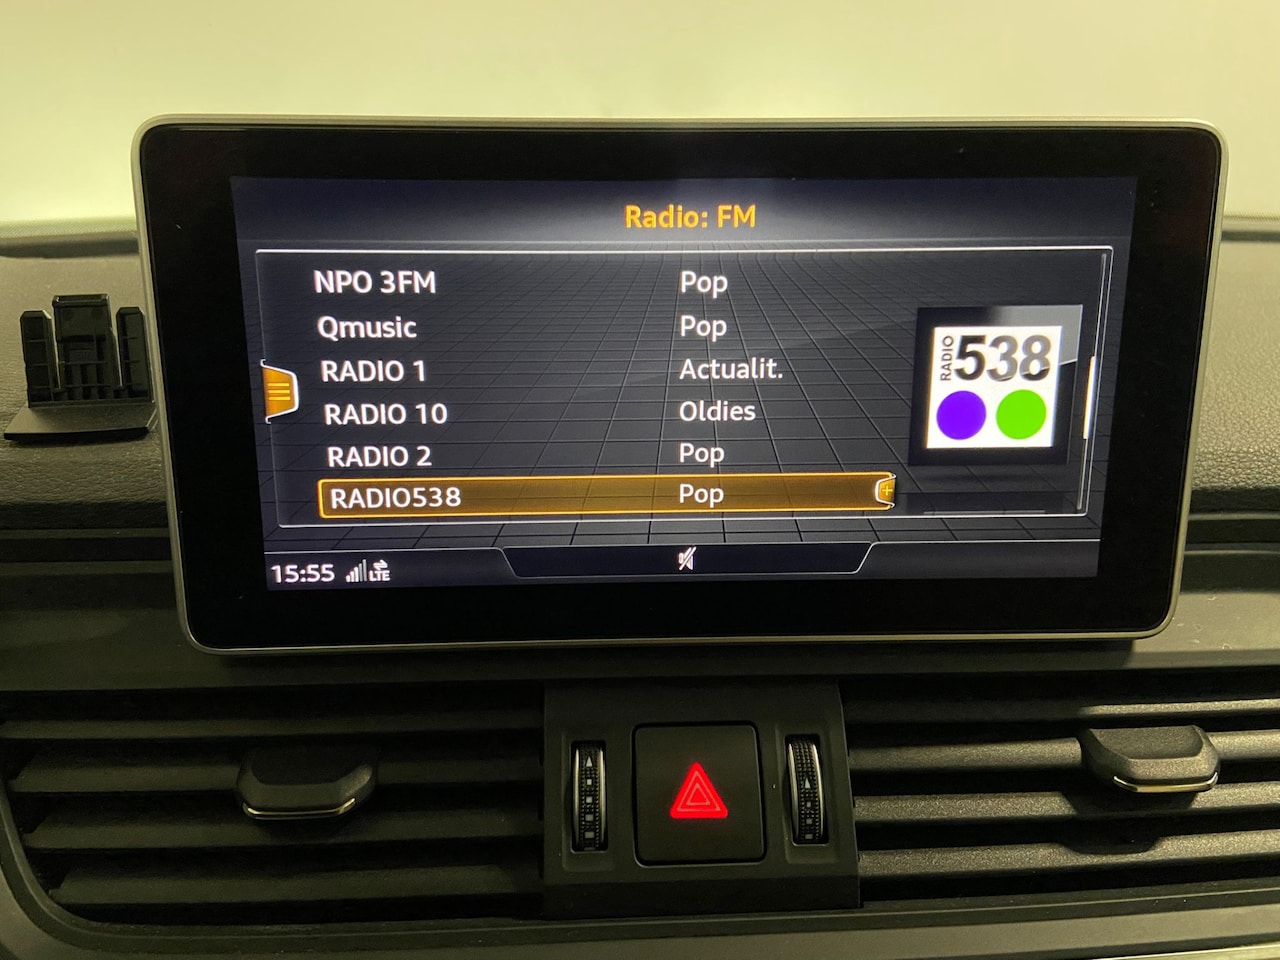 Radio: FM
NPO 3FM Pop
Qmusic Pop
RADIO 1 Actualit.
RADIO 10 Oldies
RADIO 2 Pop
RADIO538 Pop
RADIO 538
15:55 LTE